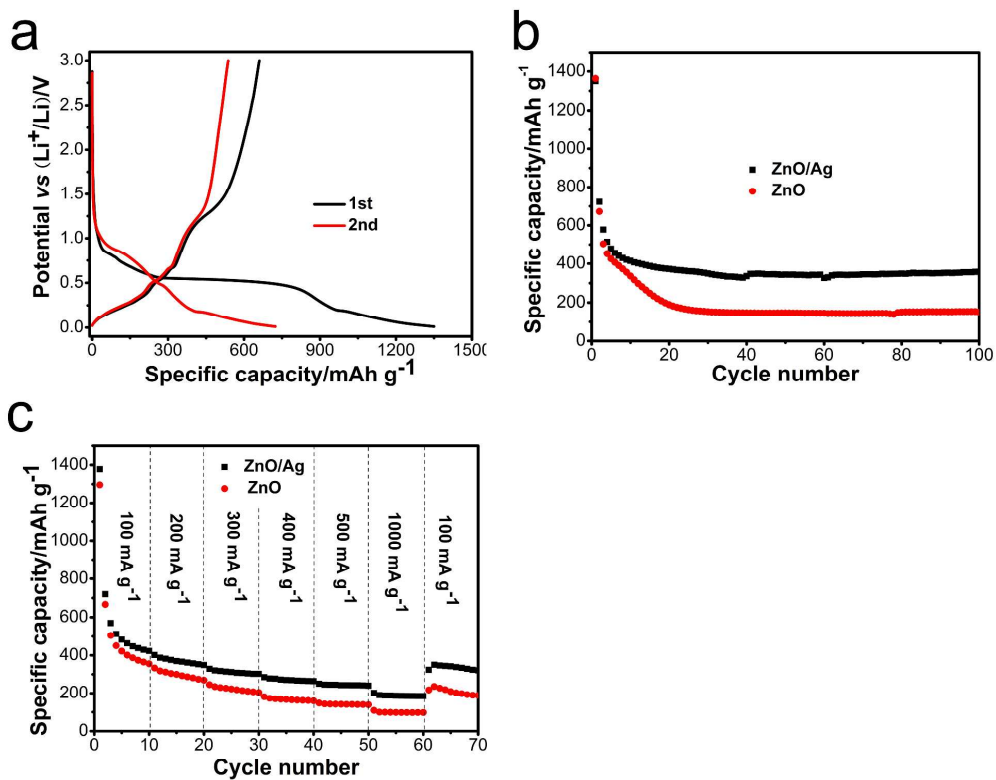 a
3.0
2.5
2.0
1.5
1.0
0.5
0.0
Potential vs (Li+/Li)/V
1st
2nd
0 300 600 900 1200 1500
Specific capacity/mAh g-1
b
1400
1200
1000
800
600
400
200
0
Specific capacity/mAh g-1
ZnO/Ag
ZnO
0 20 40 60 80 100
Cycle number
c
1400
1200
1000
800
600
400
200
0
Specific capacity/mAh g-1
ZnO/Ag
ZnO
100 mA g-1
200 mA g-1
300 mA g-1
400 mA g-1
500 mA g-1
1000 mA g-1
100 mA g-1
0 10 20 30 40 50 60 70
Cycle number